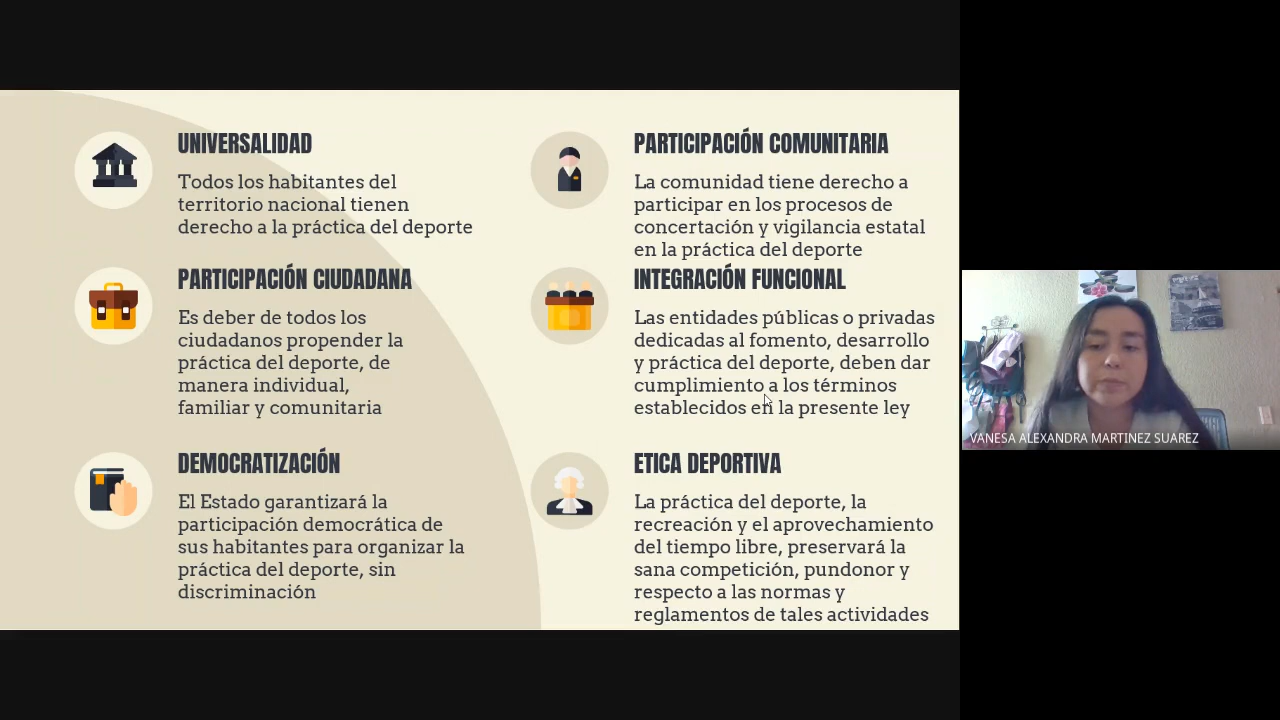 UNIVERSALIDAD
Todos los habitantes del
territorio nacional tienen
derecho a la práctica del deporte
PARTICIPACIÓN CIUDADANA
Es deber de todos los
ciudadanos propender la
práctica del deporte, de
manera individual,
familiar y comunitaria
DEMOCRATIZACIÓN
El Estado garantizará la
participación democrática de
sus habitantes para organizar la
práctica del deporte, sin
discriminación
PARTICIPACIÓN COMUNITARIA
La comunidad tiene derecho a
participar en los procesos de
concertación y vigilancia estatal
en la práctica del deporte
INTEGRACIÓN FUNCIONAL
Las entidades públicas o privadas
dedicadas al fomento, desarrollo
y práctica del deporte, deben dar
cumplimiento a los términos
establecidos en la presente ley
ETICA DEPORTIVA
La práctica del deporte, la
recreación y el aprovechamiento
del tiempo libre, preservará la
sana competición, pundonor y
respecto a las normas y
reglamentos de tales actividades
VANESA ALEXANDRA MARTINEZ SUAREZ